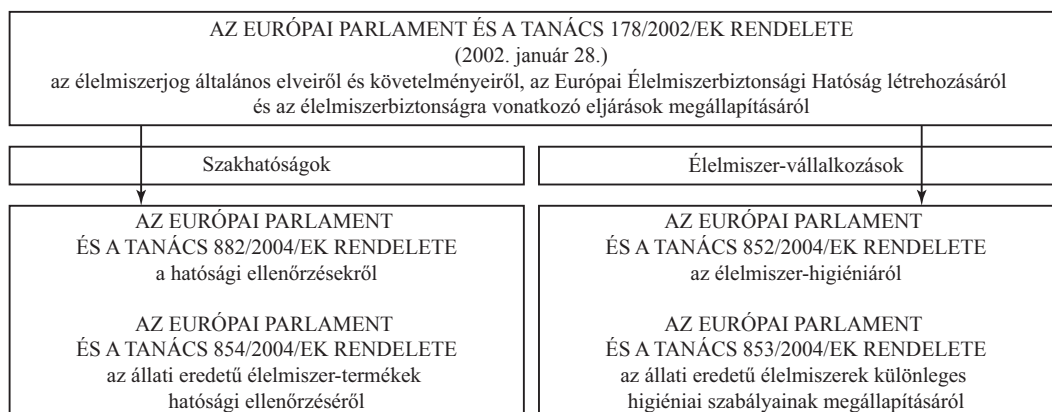 AZ EURÓPAI PARLAMENT ÉS A TANÁCS 178/2002/EK RENDELETE
(2002. január 28.)
az élelmiszerjog általános elveiről és követelményeiről, az Európai Élelmiszerbiztonsági Hatóság létrehozásáról
és az élelmiszerbiztonságra vonatkozó eljárások megállapításáról
Szakhatóságok
AZ EURÓPAI PARLAMENT
ÉS A TANÁCS 882/2004/EK RENDELETE
a hatósági ellenőrzésekről
AZ EURÓPAI PARLAMENT
ÉS A TANÁCS 854/2004/EK RENDELETE
az állati eredetű élelmiszer-termékek
hatósági ellenőrzéséről
Élelmiszer-vállalkozások
AZ EURÓPAI PARLAMENT
ÉS A TANÁCS 852/2004/EK RENDELETE
az élelmiszer-higiéniáról
AZ EURÓPAI PARLAMENT
ÉS A TANÁCS 853/2004/EK RENDELETE
az állati eredetű élelmiszerek különleges
higiéniai szabályainak megállapításáról